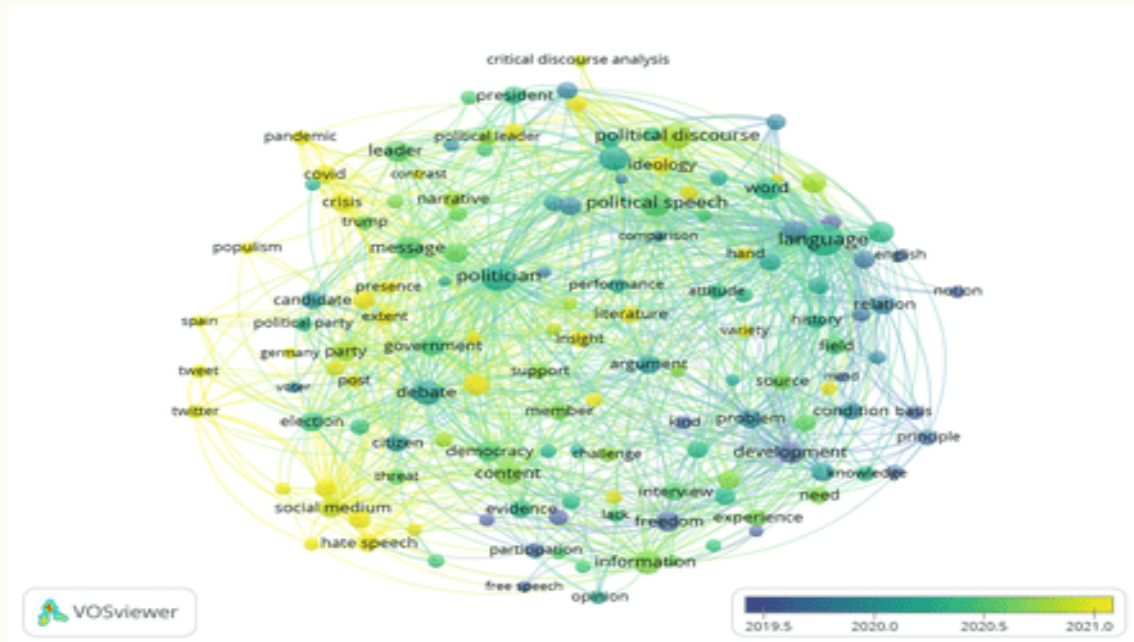 critical discourse analysis
president
political leader
political discourse
pandemic
leader
ideology
covid
contrast
word
crisis
narrative
political speech
trump
populism
message
comparison
language
hand
english
politician
presence
performance
attitude
notion
candidate
extent
literature
relation
spain
political party
history
variety
germany
party
government
insight
field
tweet
post
support
argument
mind
voter
debate
source
twitter
election
member
kind
problem
condition
basis
citizen
principle
democracy
challenge
development
threat
content
knowledge
interview
need
social medium
evidence
lack
freedom
experience
hate speech
participation
information
free speech
opinion
VOSviewer
2019.5 2020.0 2020.5 2021.0